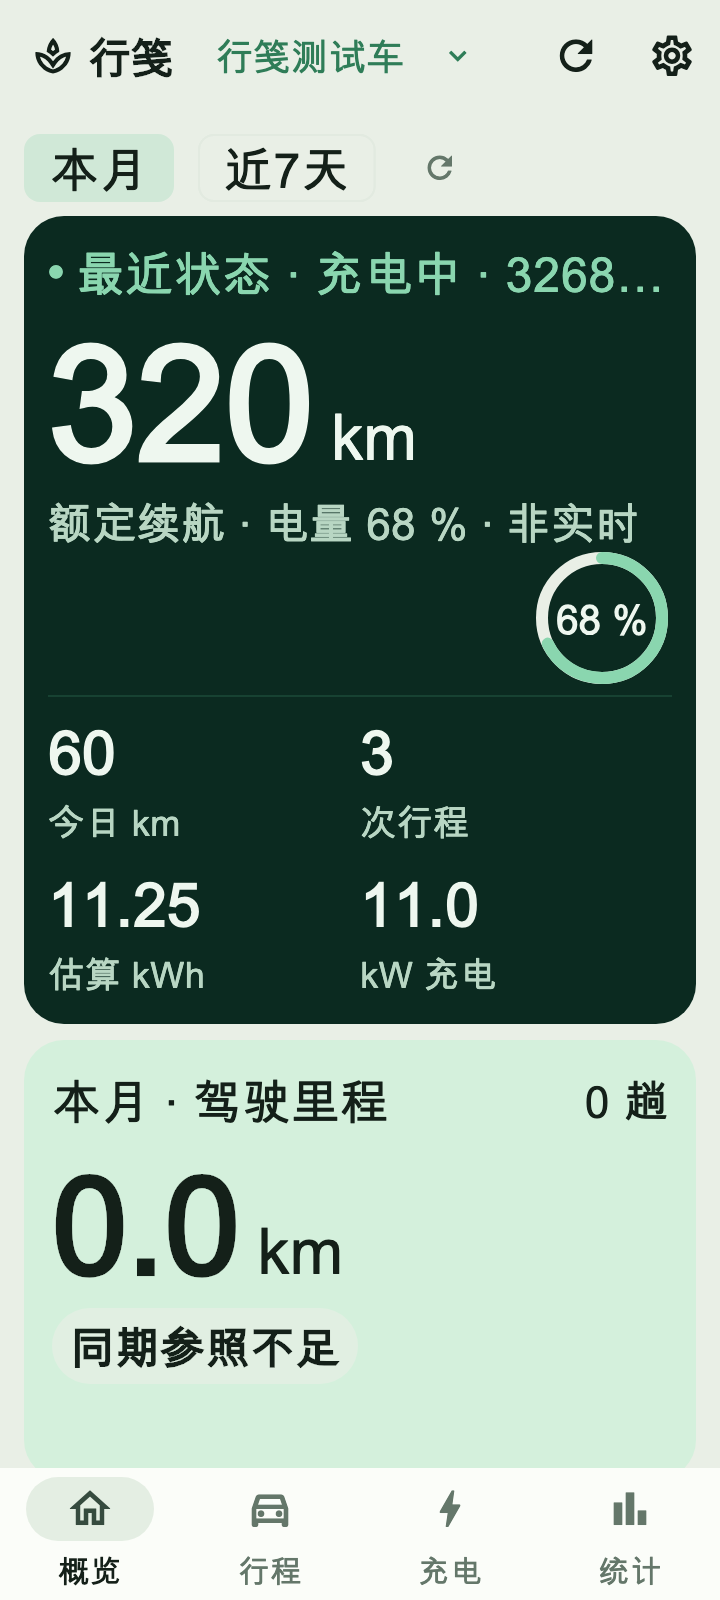 行笺 行笺测试车
本月 近7天
最近状态 · 充电中 · 3268...
320 km
额定续航 · 电量 68 % · 非实时
68 %
60 3
今日 km 次行程
11.25 11.0
估算 kWh kW 充电
本月 · 驾驶里程 0 趟
0.0 km
同期参照不足
概览 行程 充电 统计